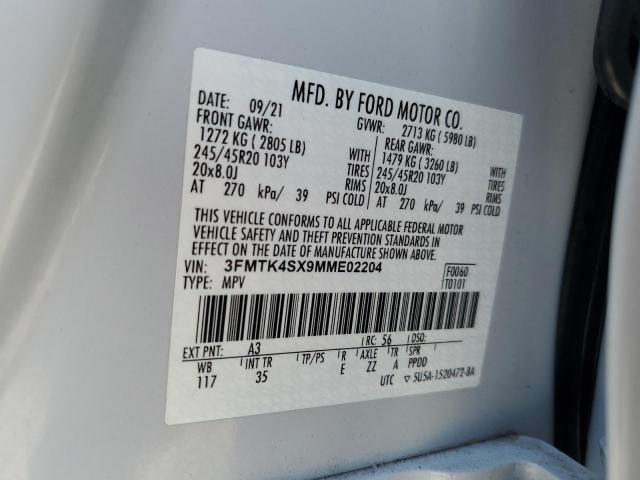 MFD. BY FORD MOTOR CO.
DATE: 09/21 GVWR: 2713 KG ( 5980 LB)
FRONT GAWR: REAR GAWR:
1272 KG ( 2805 LB) 1479 KG ( 3260 LB)
245/45R20 103Y WITH TIRES 245/45R20 103Y WITH TIRES
20x8.0J RIMS 20x8.0J RIMS
AT 270 kPa/ 39 PSI COLD AT 270 kPa/ 39 PSI COLD
THIS VEHICLE CONFORMS TO ALL APPLICABLE FEDERAL MOTOR
VEHICLE SAFETY AND THEFT PREVENTION STANDARDS IN
EFFECT ON THE DATE OF MANUFACTURE SHOWN ABOVE.
VIN: 3FMTK4SX9MME02204 F0060
TYPE: MPV T0101
EXT PNT: A3 RC: 56 DSO:
WB INT TR TP/PS R AXLE TR SPR
117 35 E ZZ A PPDD
UTC ▽ 5U5A-1520472-BA